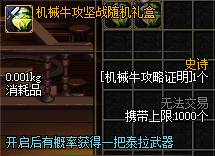 机械牛攻坚战随机礼盒
史诗
0.001kg
[机械牛攻略证明]1个
消耗品
无法交易
携带上限:1000个
开启后有概率获得一把泰拉武器